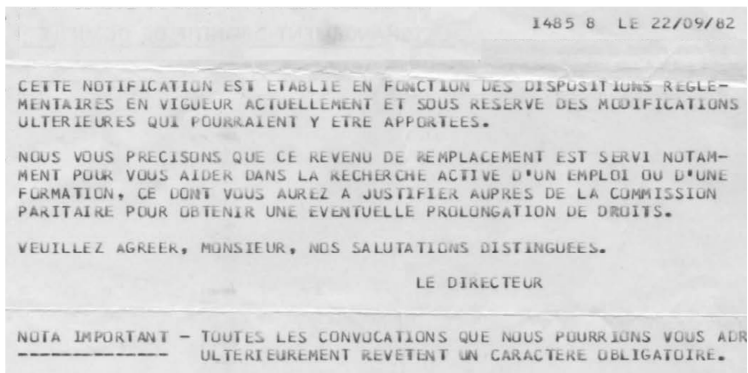 1485 8 LE 22/09/82
CETTE NOTIFICATION EST ETABLIE EN FONCTION DES DISPOSITIONS REGLE-
MENTAIRES EN VIGUEUR ACTUELLEMENT ET SOUS RESERVE DES MODIFICATIONS
ULTERIEURES QUI POURRAIENT Y ETRE APPORTEES.
NOUS VOUS PRECISONS QUE CE REVENU DE REMPLACEMENT EST SERVI NOTAM-
MENT POUR VOUS AIDER DANS LA RECHERCHE ACTIVE D'UN EMPLOI OU D'UNE
FORMATION, CE DONT VOUS AUREZ A JUSTIFIER AUPRES DE LA COMMISSION
PARITAIRE POUR OBTENIR UNE EVENTUELLE PROLONGATION DE DROITS.
VEUILLEZ AGREER, MONSIEUR, NOS SALUTATIONS DISTINGUEES.
LE DIRECTEUR
NOTA IMPORTANT - TOUTES LES CONVOCATIONS QUE NOUS POURRIONS VOUS ADR
-------------- ULTERIEUREMENT REVETENT UN CARACTERE OBLIGATOIRE.